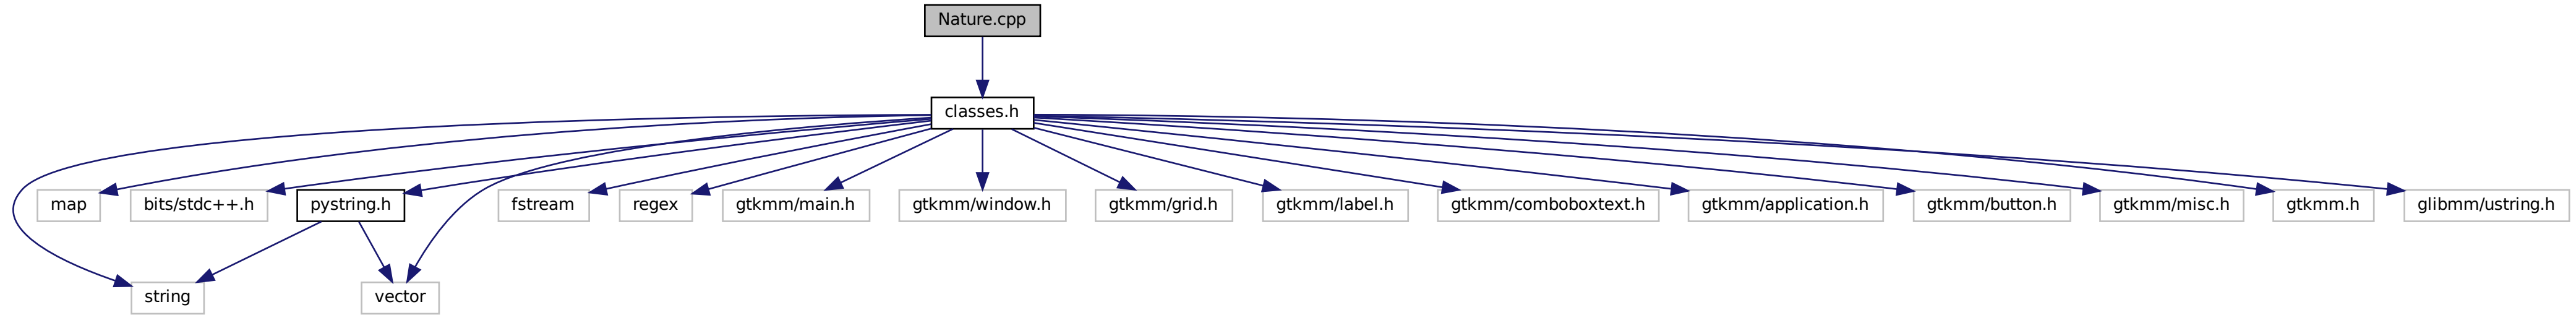 Nature.cpp
classes.h
map
bits/stdc++.h
pystring.h
fstream
regex
gtkmm/main.h
gtkmm/window.h
gtkmm/grid.h
gtkmm/label.h
gtkmm/comboboxtext.h
gtkmm/application.h
gtkmm/button.h
gtkmm/misc.h
gtkmm.h
glibmm/ustring.h
string
vector